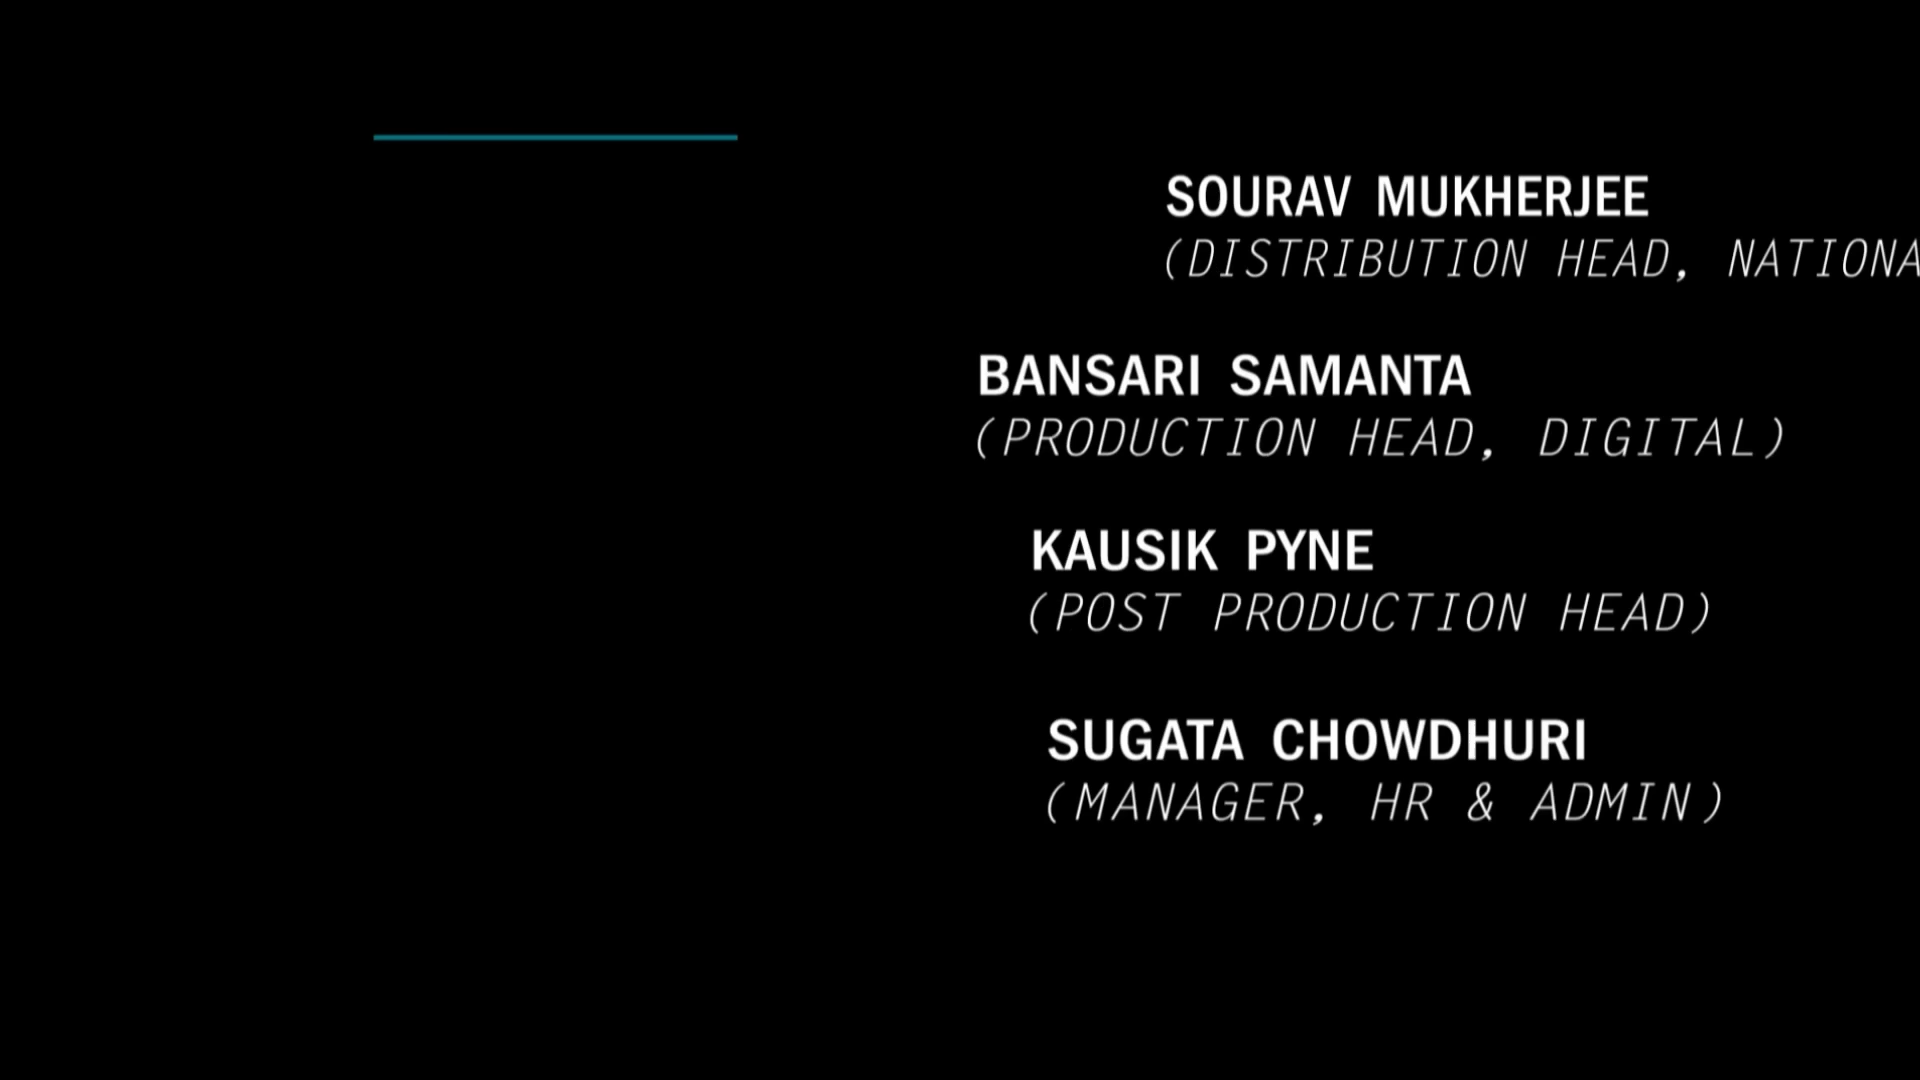 SOURAV MUKHERJEE
(DISTRIBUTION HEAD, NATIONA
BANSARI SAMANTA
(PRODUCTION HEAD, DIGITAL)
KAUSIK PYNE
(POST PRODUCTION HEAD)
SUGATA CHOWDHURI
(MANAGER, HR & ADMIN)